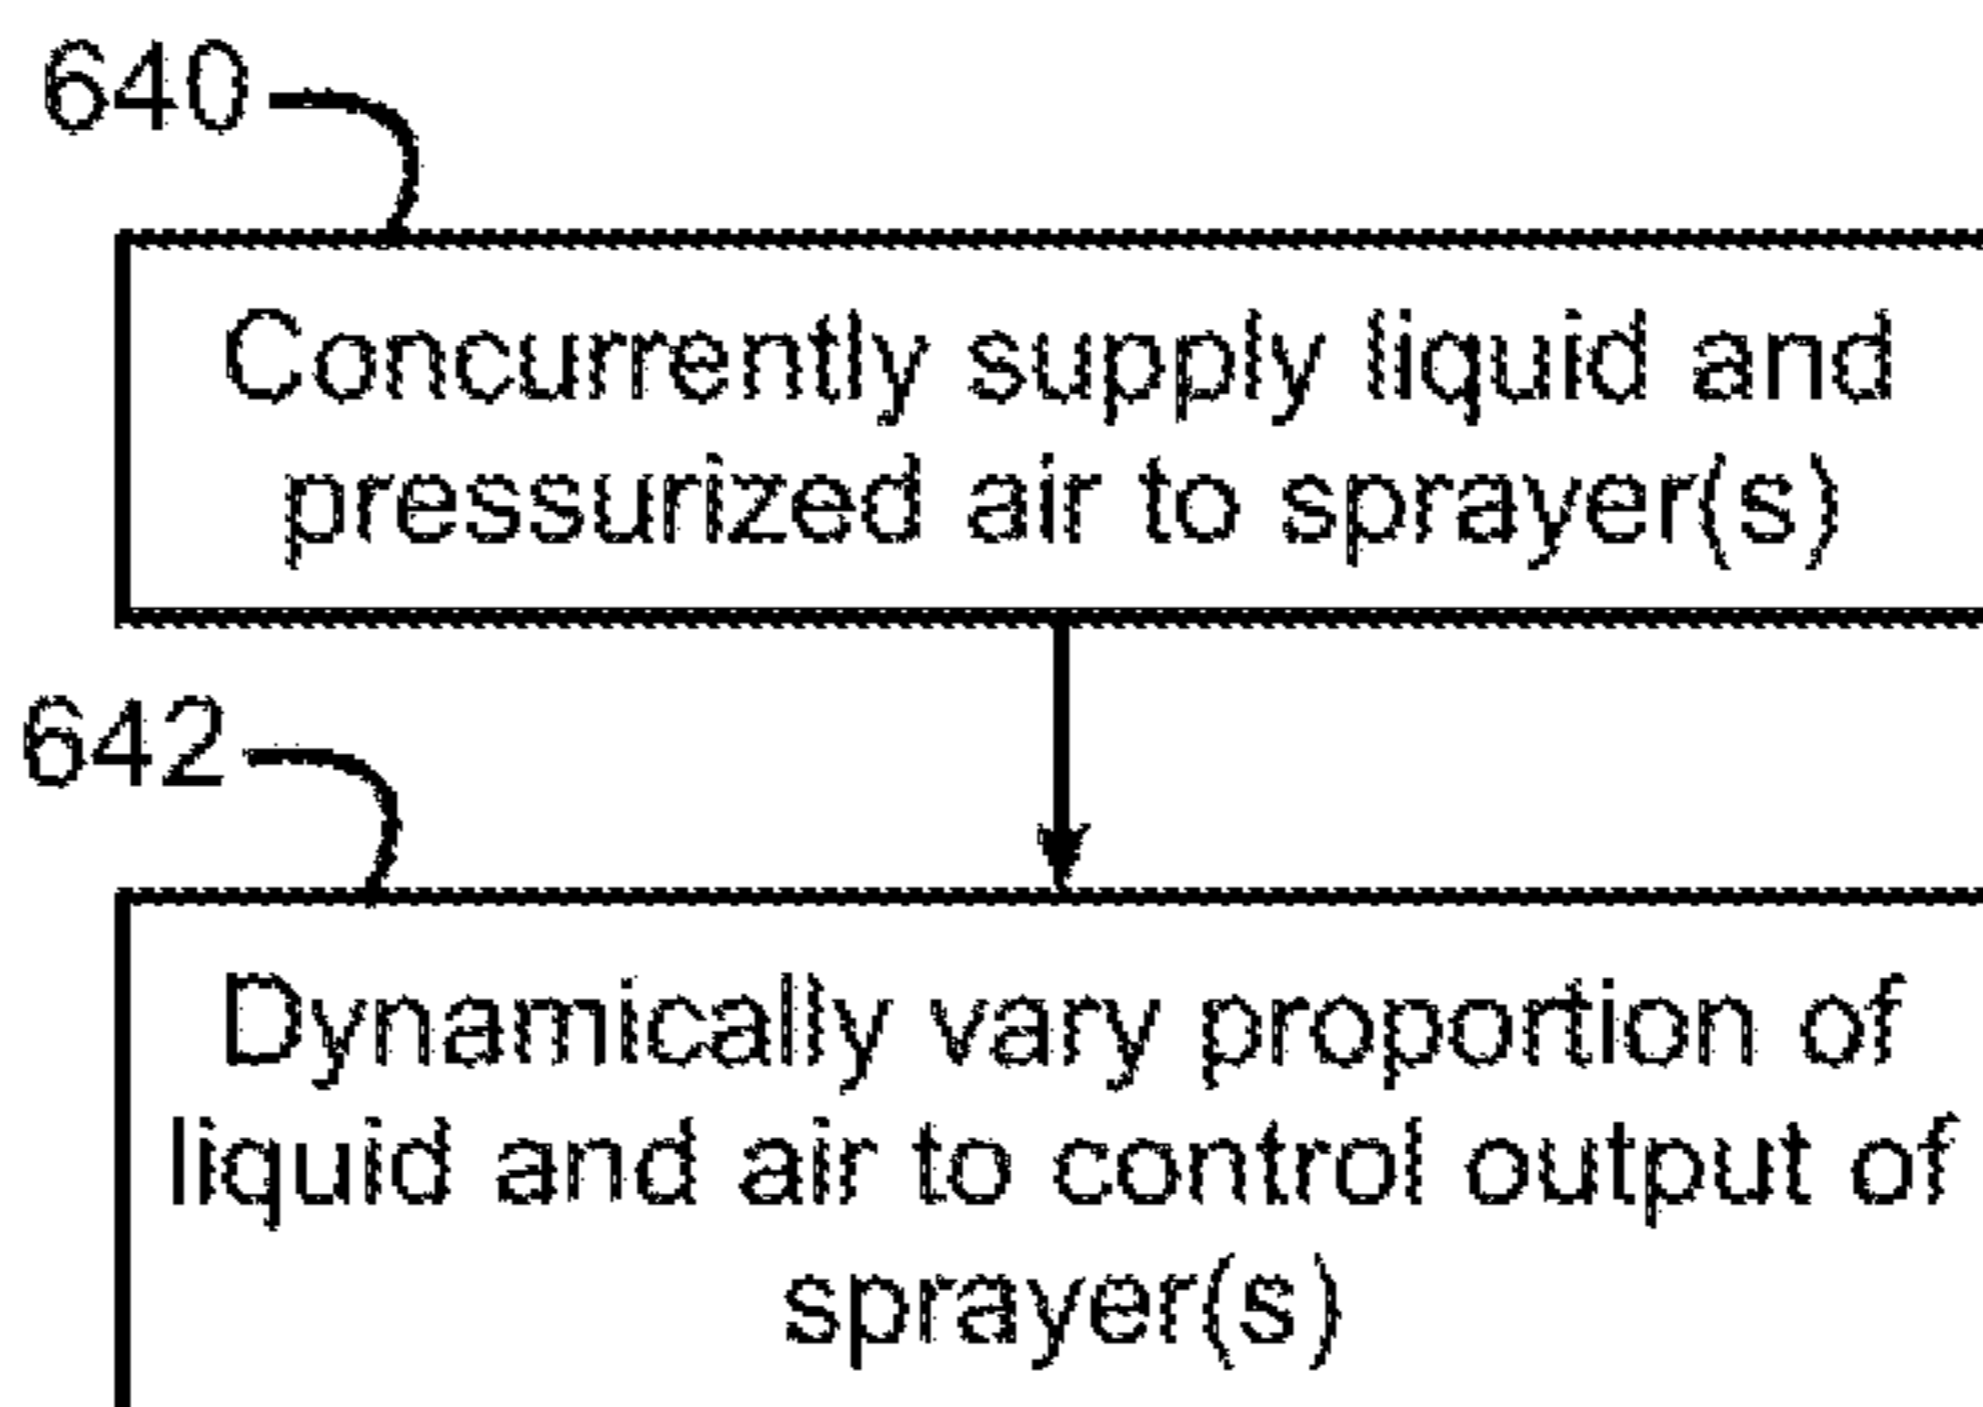 640
Concurrently supply liquid and
pressurized air to sprayer(s)
642
Dynamically vary proportion of
liquid and air to control output of
sprayer(s)